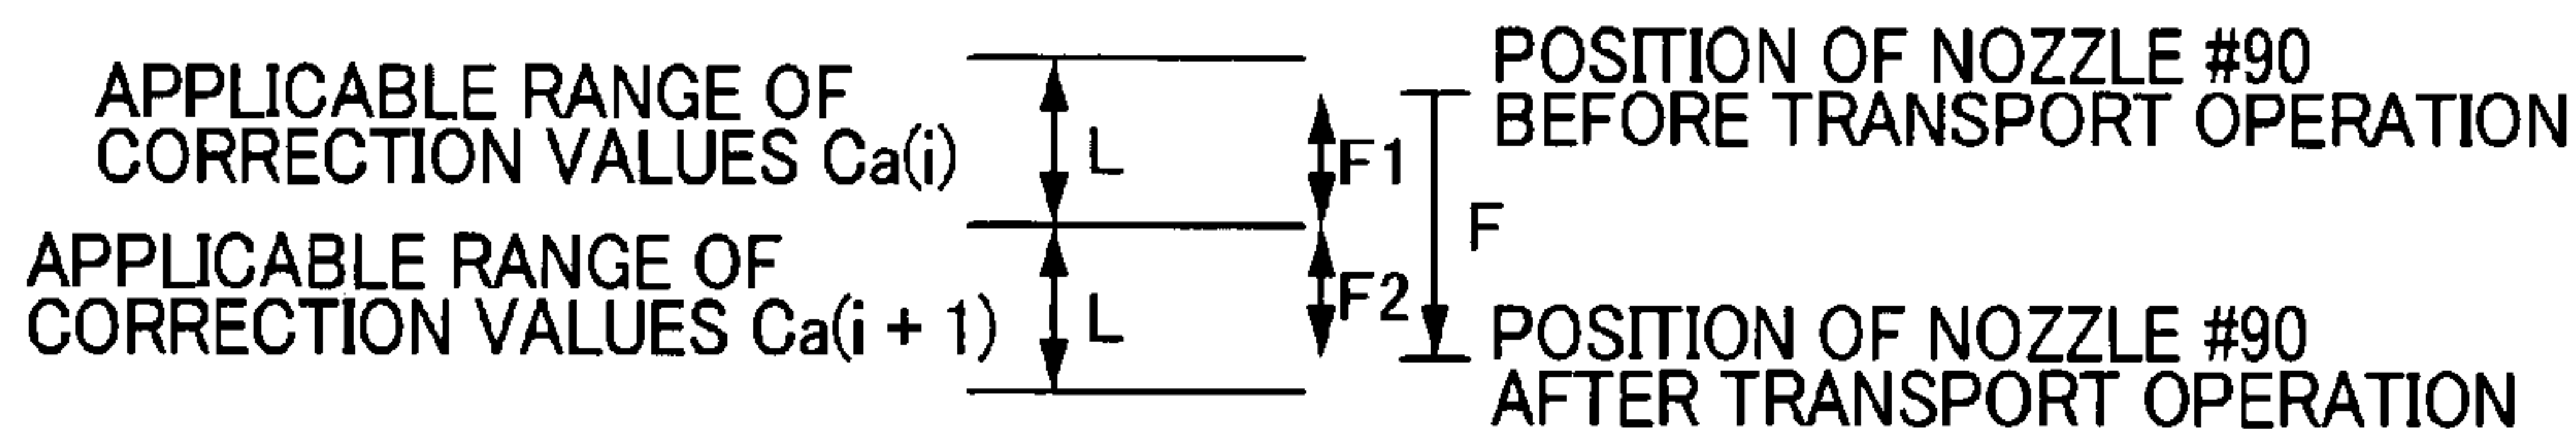 APPLICABLE RANGE OF
CORRECTION VALUES Ca(i)
L
F1
POSITION OF NOZZLE #90
BEFORE TRANSPORT OPERATION
F
APPLICABLE RANGE OF
CORRECTION VALUES Ca(i + 1)
L
F2
POSITION OF NOZZLE #90
AFTER TRANSPORT OPERATION